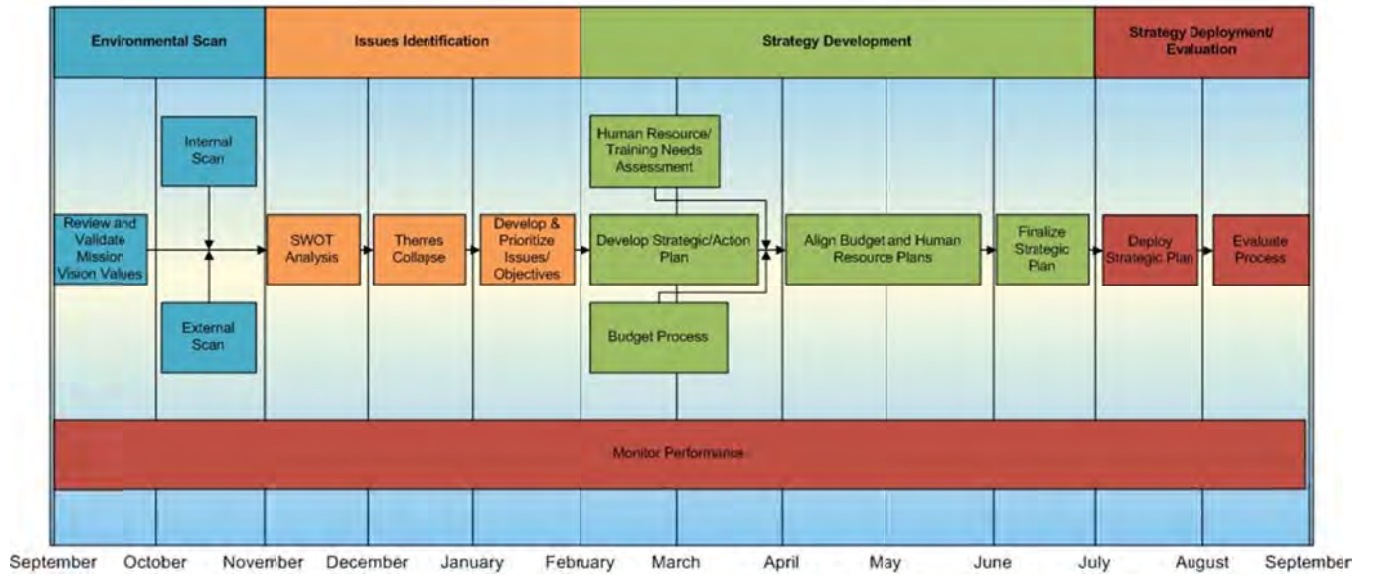 Environmental Scan
Issues Identification
Strategy Development
Strategy Deployment/
Evaluation
Internal
Scan
Human Resource/
Training Needs
Assessment
Review and
Validate
Mission
Vision Values
SWOT
Analysis
Themes
Collapse
Develop &
Prioritize
Issues/
Objectives
Develop Strategic/Action
Plan
Align Budget and Human
Resource Plans
Finalize
Strategic
Plan
Deploy
Strategic Plan
Evaluate
Process
External
Scan
Budget Process
Monitor Performance
September October November December January February March April May June July August September